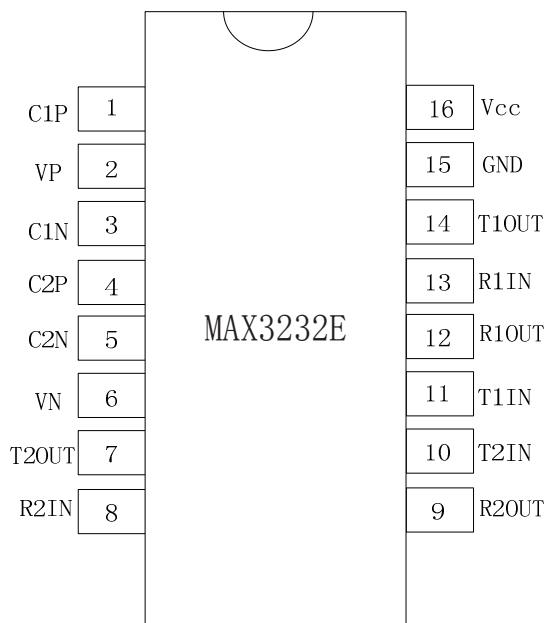 C1P 1 16 Vcc
VP 2 15 GND
C1N 3 14 T1OUT
C2P 4 13 R1IN
C2N 5 MAX3232E 12 R1OUT
VN 6 11 T1IN
T2OUT 7 10 T2IN
R2IN 8 9 R2OUT